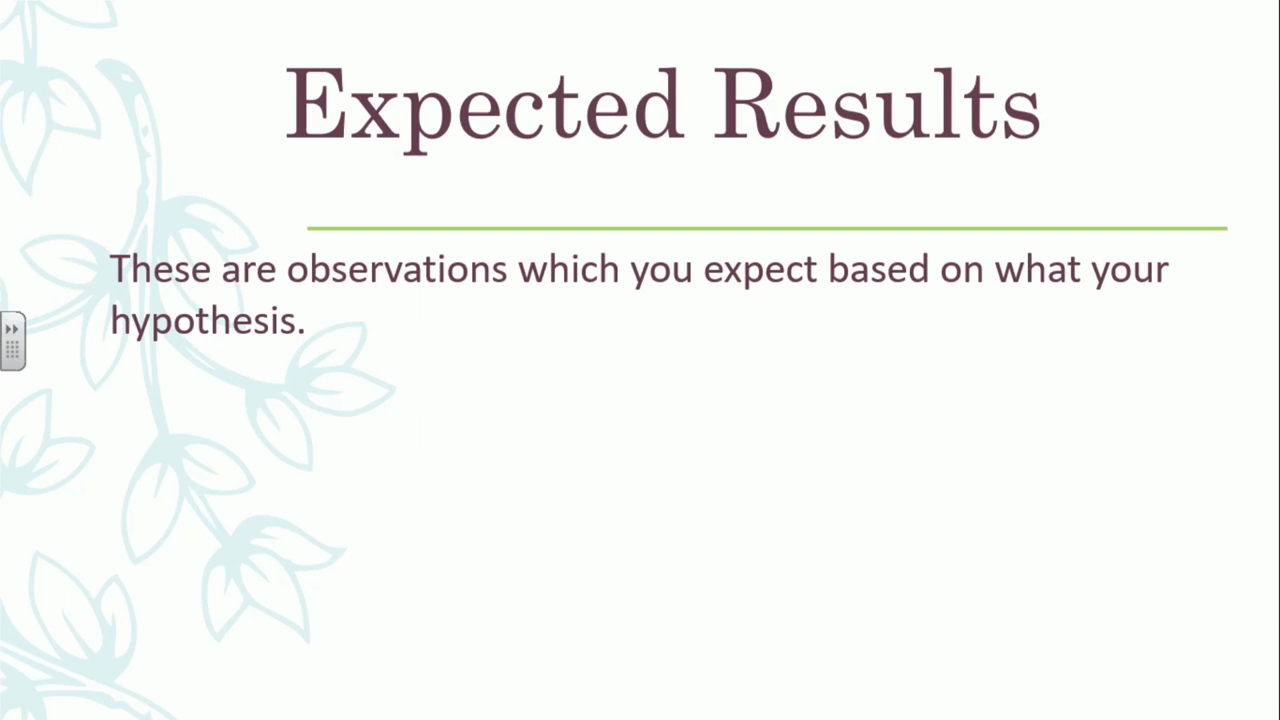 Expected Results
These are observations which you expect based on what your
hypothesis.